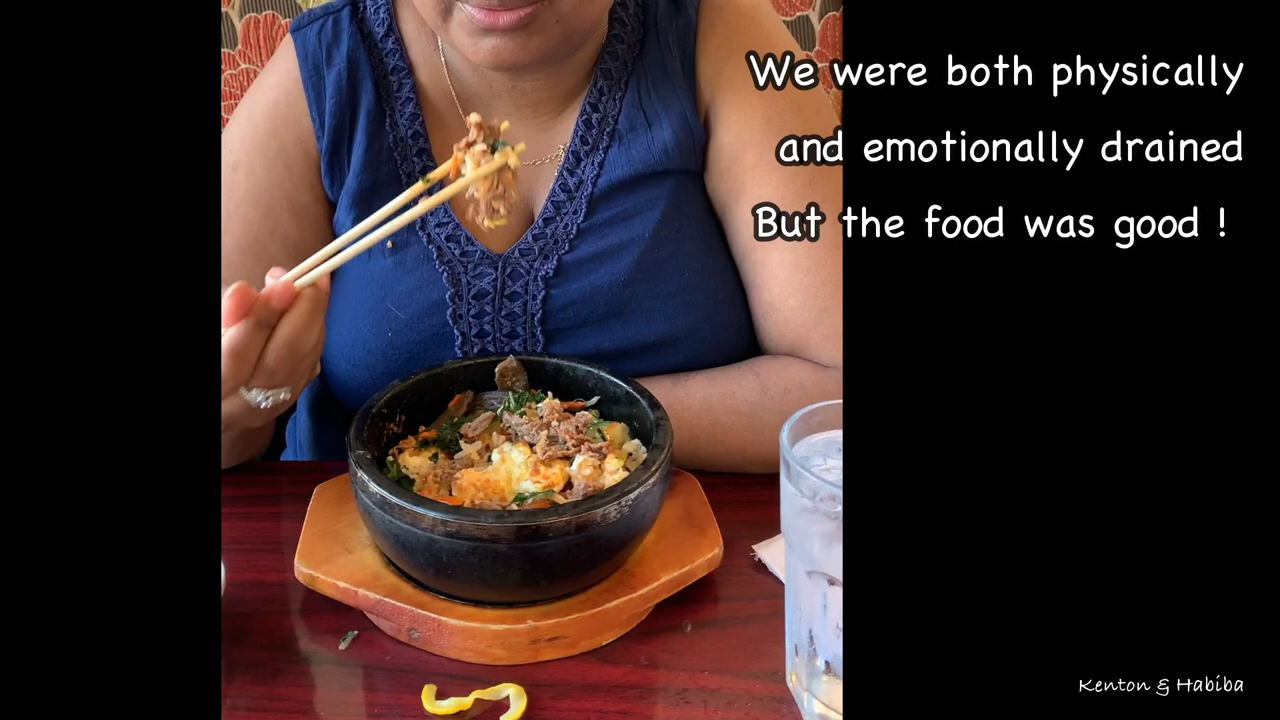 We were both physically
and emotionally drained
But the food was good !
Kenton & Habiba